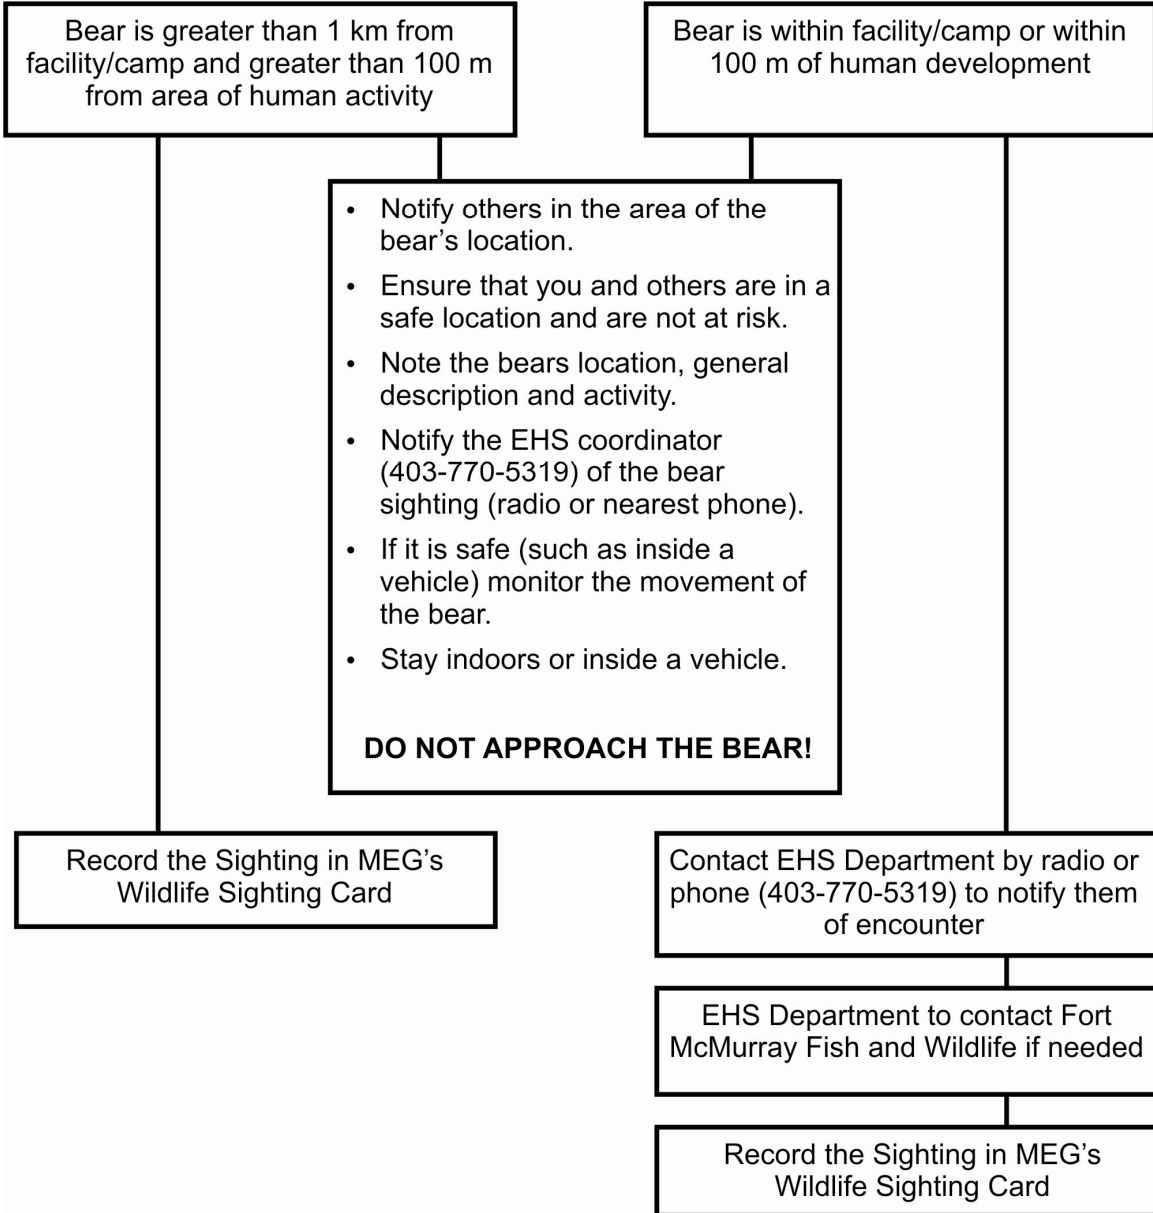 Bear is greater than 1 km from
facility/camp and greater than 100 m
from area of human activity
Bear is within facility/camp or within
100 m of human development
• Notify others in the area of the
bear’s location.
• Ensure that you and others are in a
safe location and are not at risk.
• Note the bears location, general
description and activity.
• Notify the EHS coordinator
(403-770-5319) of the bear
sighting (radio or nearest phone).
• If it is safe (such as inside a
vehicle) monitor the movement of
the bear.
• Stay indoors or inside a vehicle.
DO NOT APPROACH THE BEAR!
Record the Sighting in MEG’s
Wildlife Sighting Card
Contact EHS Department by radio or
phone (403-770-5319) to notify them
of encounter
EHS Department to contact Fort
McMurray Fish and Wildlife if needed
Record the Sighting in MEG’s
Wildlife Sighting Card